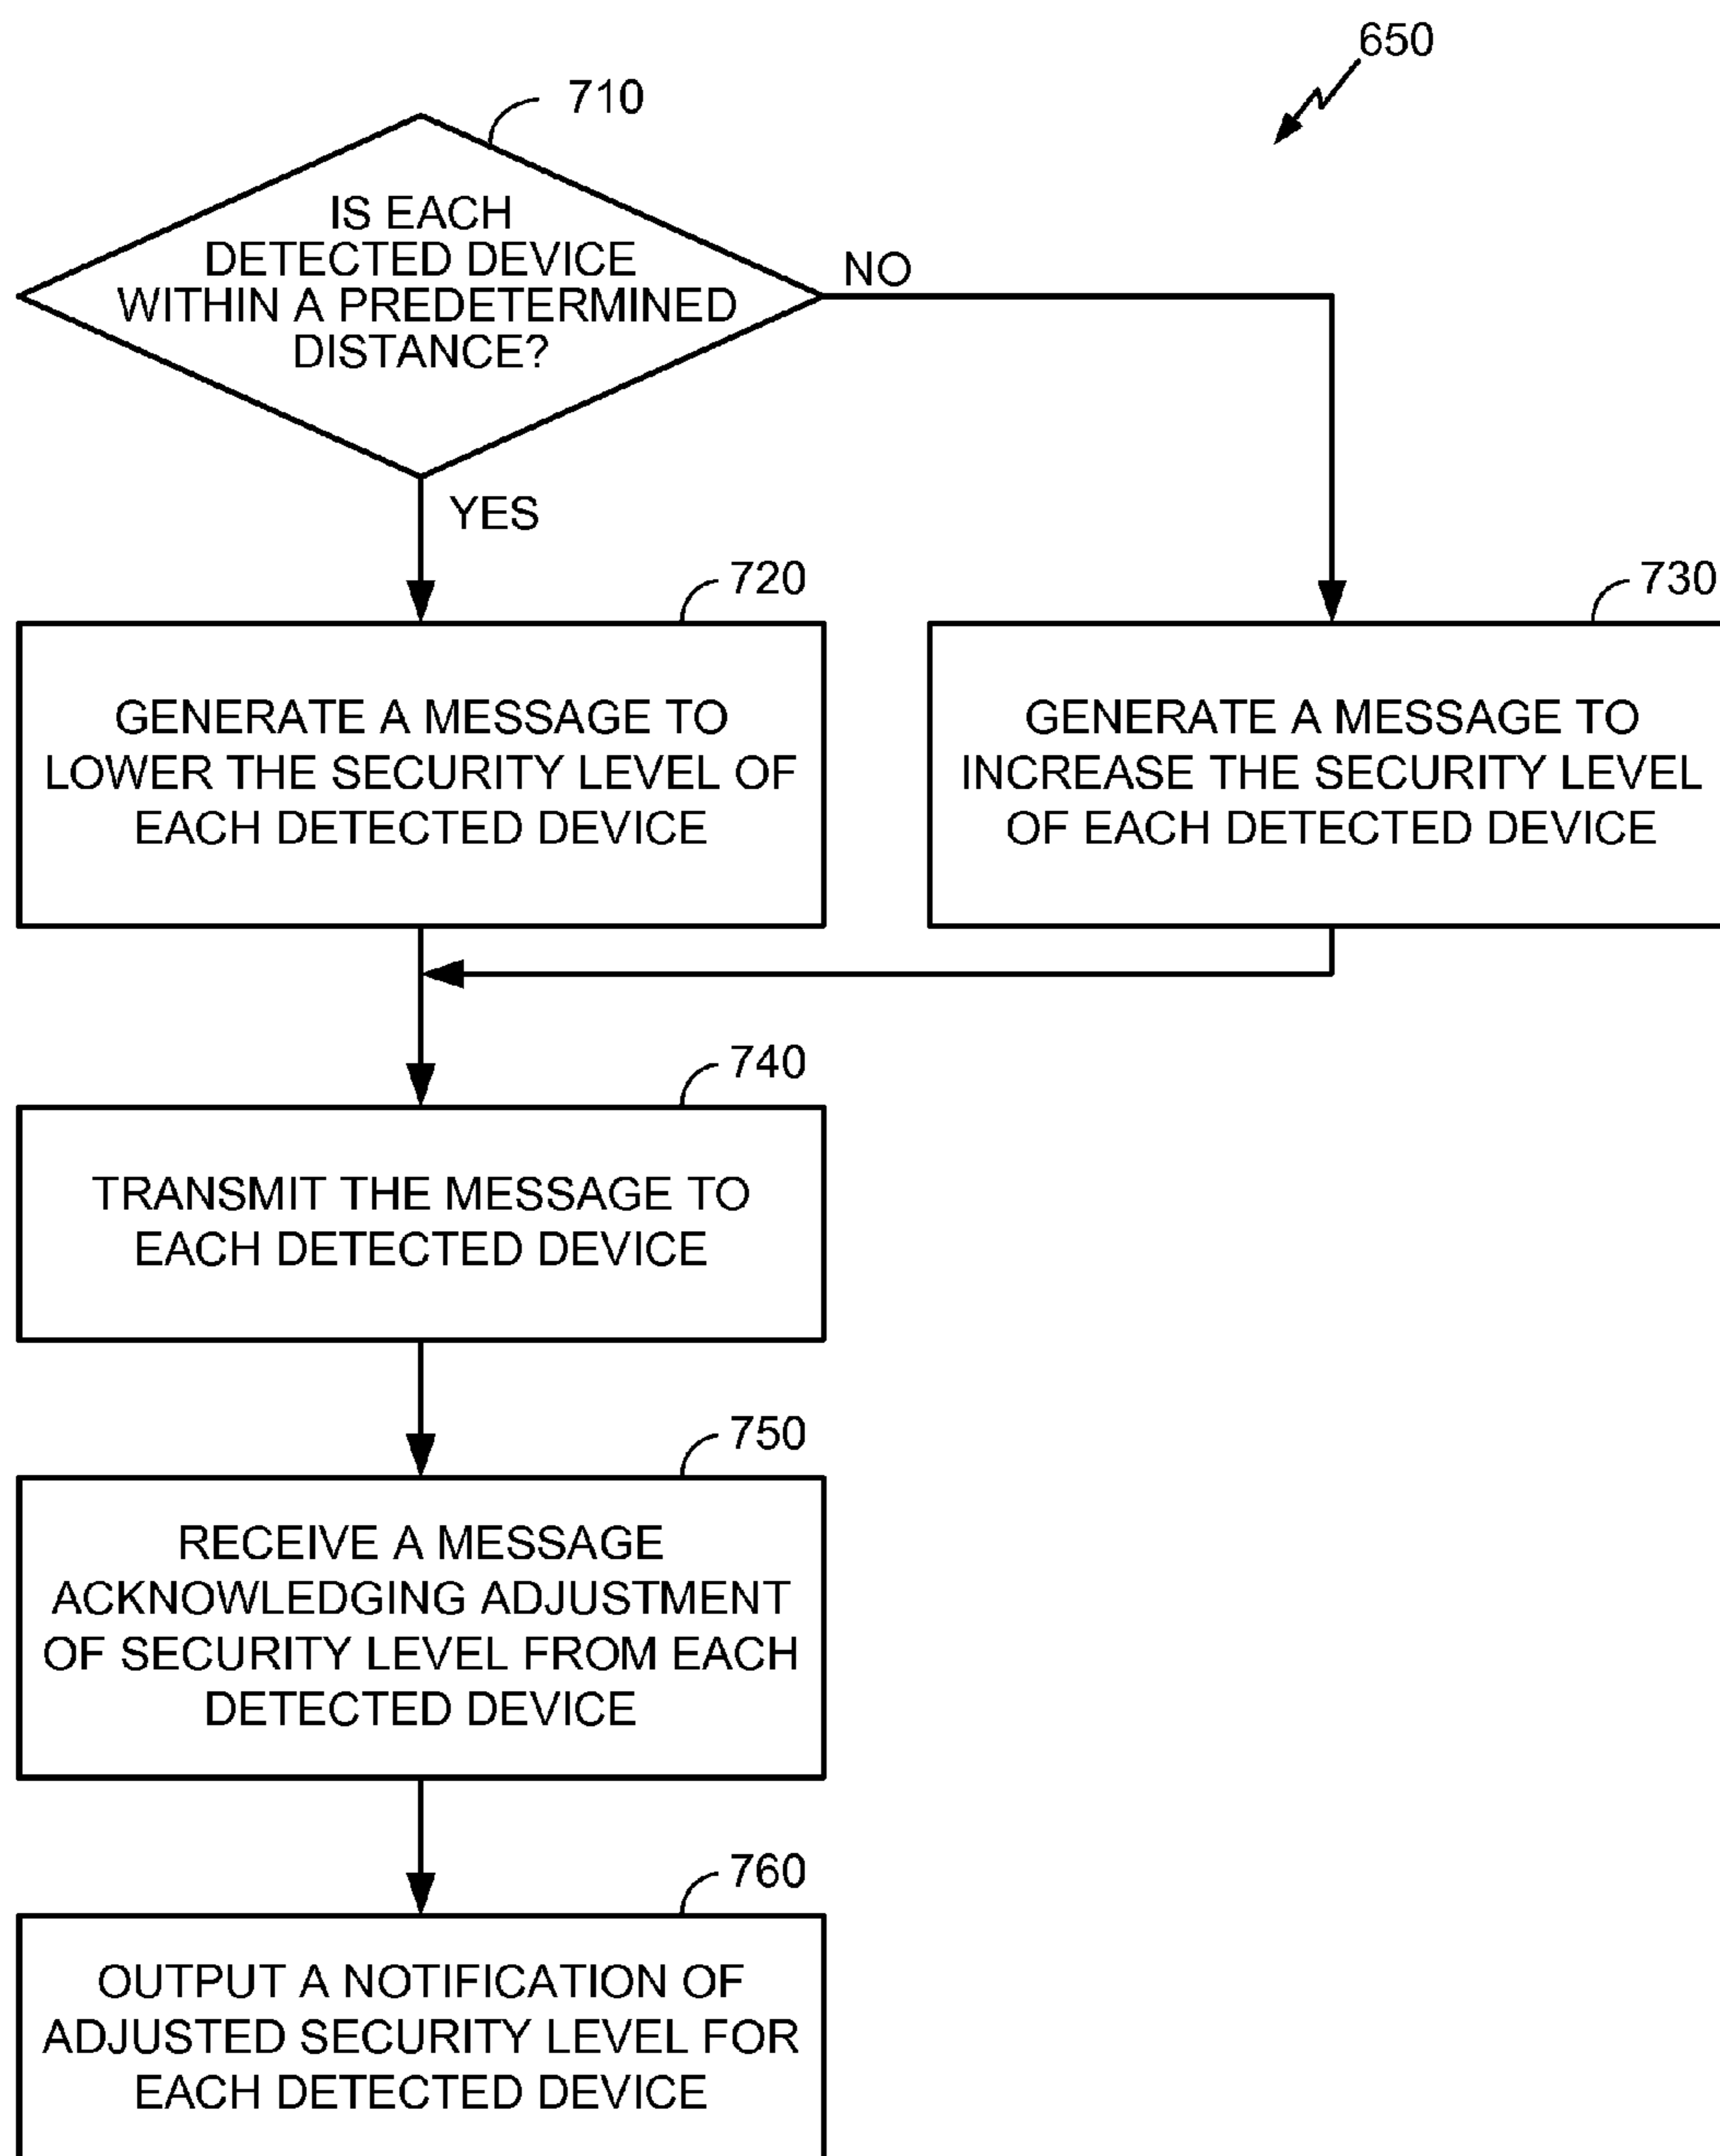 650
710
IS EACH
DETECTED DEVICE
WITHIN A PREDETERMINED
DISTANCE?
NO
YES
720
GENERATE A MESSAGE TO
LOWER THE SECURITY LEVEL OF
EACH DETECTED DEVICE
730
GENERATE A MESSAGE TO
INCREASE THE SECURITY LEVEL
OF EACH DETECTED DEVICE
740
TRANSMIT THE MESSAGE TO
EACH DETECTED DEVICE
750
RECEIVE A MESSAGE
ACKNOWLEDGING ADJUSTMENT
OF SECURITY LEVEL FROM EACH
DETECTED DEVICE
760
OUTPUT A NOTIFICATION OF
ADJUSTED SECURITY LEVEL FOR
EACH DETECTED DEVICE